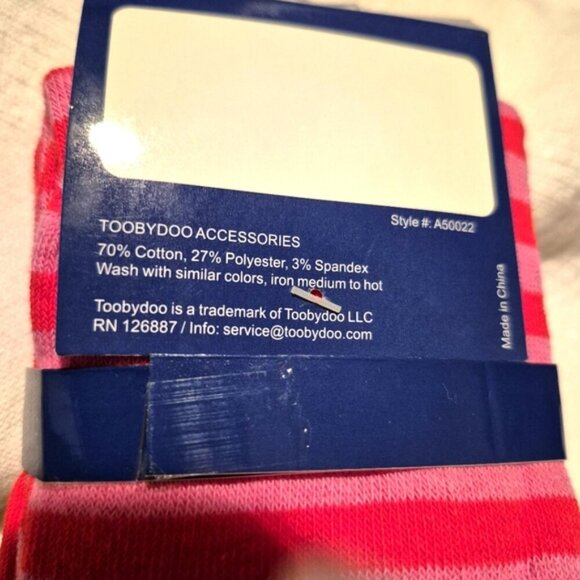 Style #: A50022
TOOBYDOO ACCESSORIES
70% Cotton, 27% Polyester, 3% Spandex
Wash with similar colors, iron medium to hot
Toobydoo is a trademark of Toobydoo LLC
RN 126887 / Info: service@toobydoo.com
Made in China